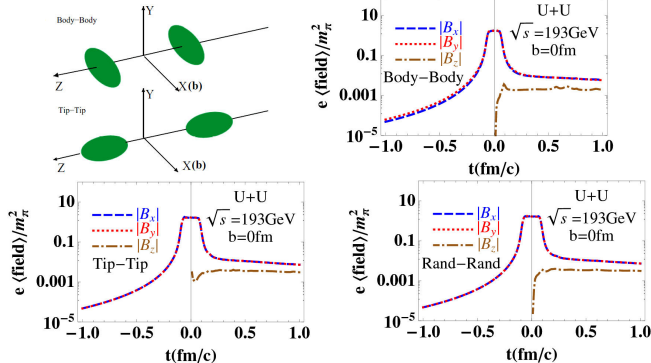 Body-Body
Y
Z
X(b)
Tip-Tip
Y
Z
X(b)
e ⟨field⟩/m_π^2
10
0.1
0.001
10^-5
|B_x|
|B_y|
|B_z|
Body-Body
U+U
√s =193GeV
b=0fm
-1.0 -0.5 0.0 0.5 1.0
t(fm/c)
e ⟨field⟩/m_π^2
10
0.1
0.001
10^-5
|B_x|
|B_y|
|B_z|
Tip-Tip
U+U
√s =193GeV
b=0fm
-1.0 -0.5 0.0 0.5 1.0
t(fm/c)
e ⟨field⟩/m_π^2
10
0.1
0.001
10^-5
|B_x|
|B_y|
|B_z|
Rand-Rand
U+U
√s =193GeV
b=0fm
-1.0 -0.5 0.0 0.5 1.0
t(fm/c)